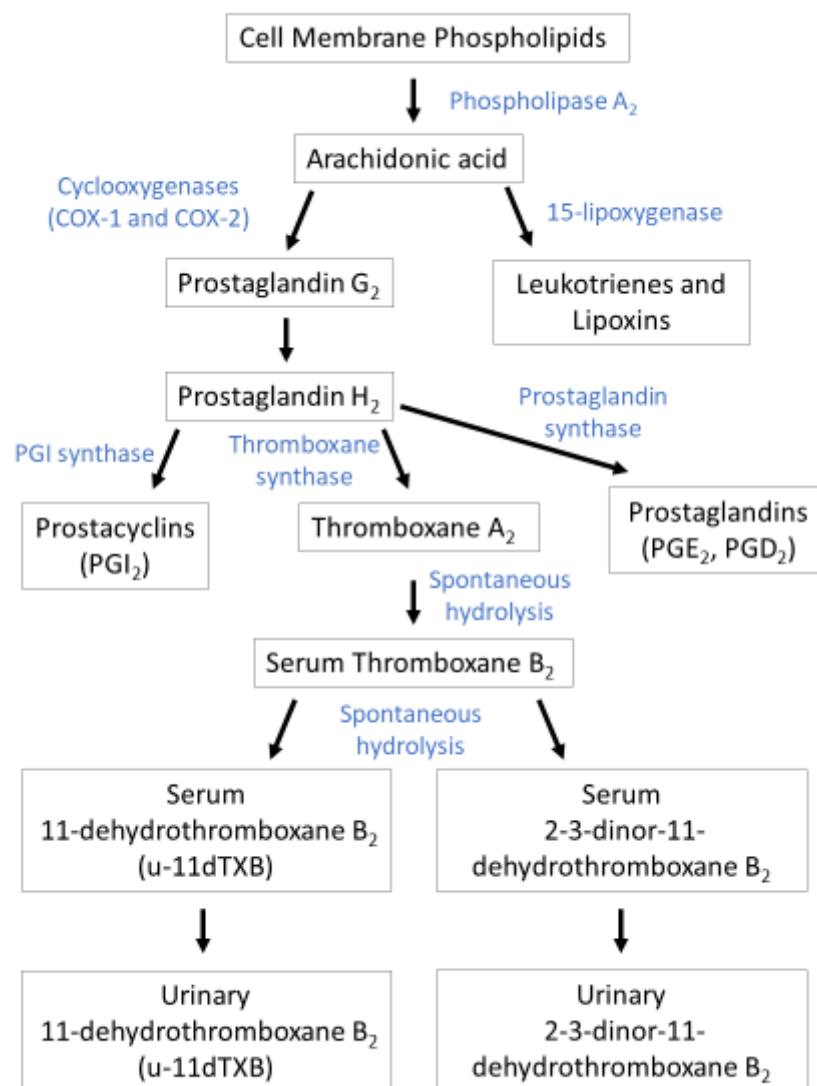 Cell Membrane Phospholipids
Phospholipase A₂
Arachidonic acid
Cyclooxygenases
(COX-1 and COX-2)
15-lipoxygenase
Prostaglandin G₂
Leukotrienes and
Lipoxins
Prostaglandin H₂
Prostaglandin
synthase
PGI synthase
Thromboxane
synthase
Prostacyclins
(PGI₂)
Thromboxane A₂
Prostaglandins
(PGE₂, PGD₂)
Spontaneous
hydrolysis
Serum Thromboxane B₂
Spontaneous
hydrolysis
Serum
11-dehydrothromboxane B₂
(u-11dTXB)
Serum
2-3-dinor-11-
dehydrothromboxane B₂
Urinary
11-dehydrothromboxane B₂
(u-11dTXB)
Urinary
2-3-dinor-11-
dehydrothromboxane B₂